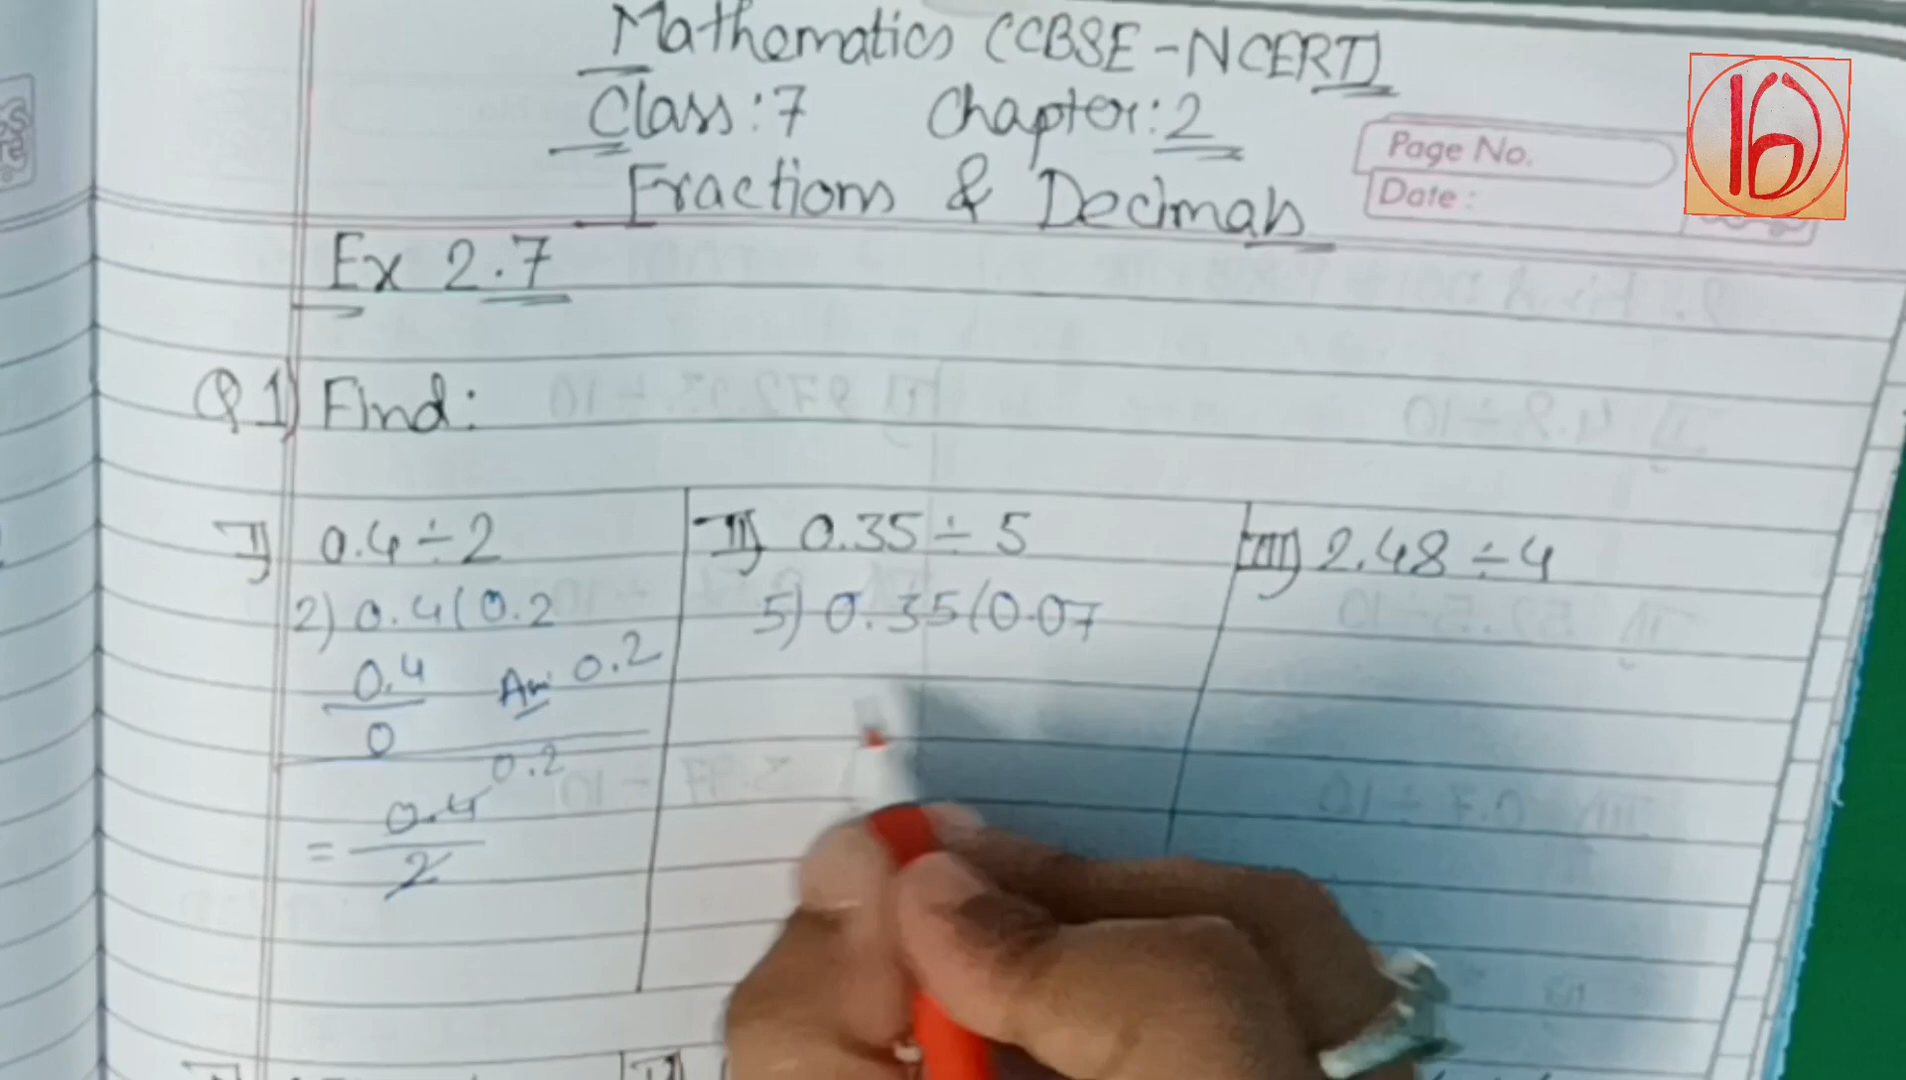 Mathematics (CBSE-NCERT)
Class:7 Chapter:2
Page No.
Date:
Fractions & Decimals
Ex 2.7
Q1) Find:
I) 0.4÷2
2) 0.4(0.2
0.4
0
Ans 0.2
0.2
= 0.4
2
II) 0.35÷5
5) 0.35(0.07
III) 2.48÷4